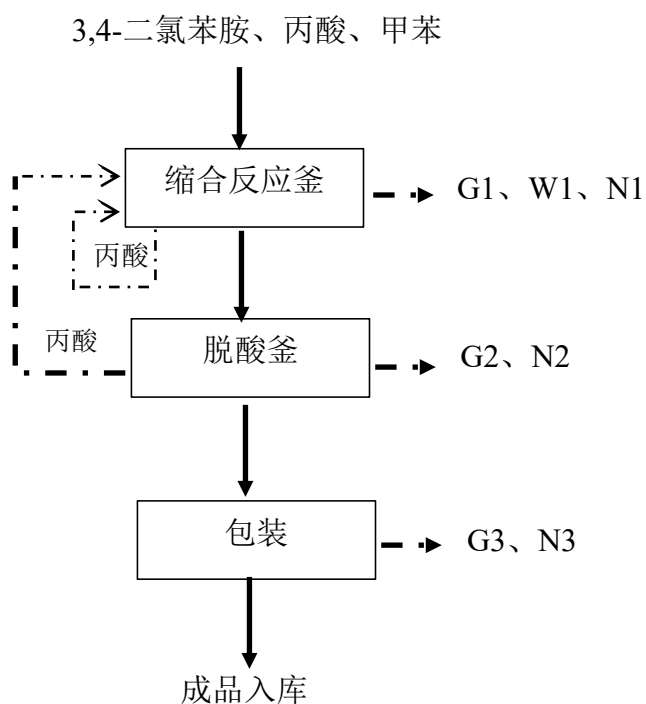 3,4-二氯苯胺、丙酸、甲苯
缩合反应釜
G1、W1、N1
丙酸
丙酸
脱酸釜
G2、N2
包装
G3、N3
成品入库